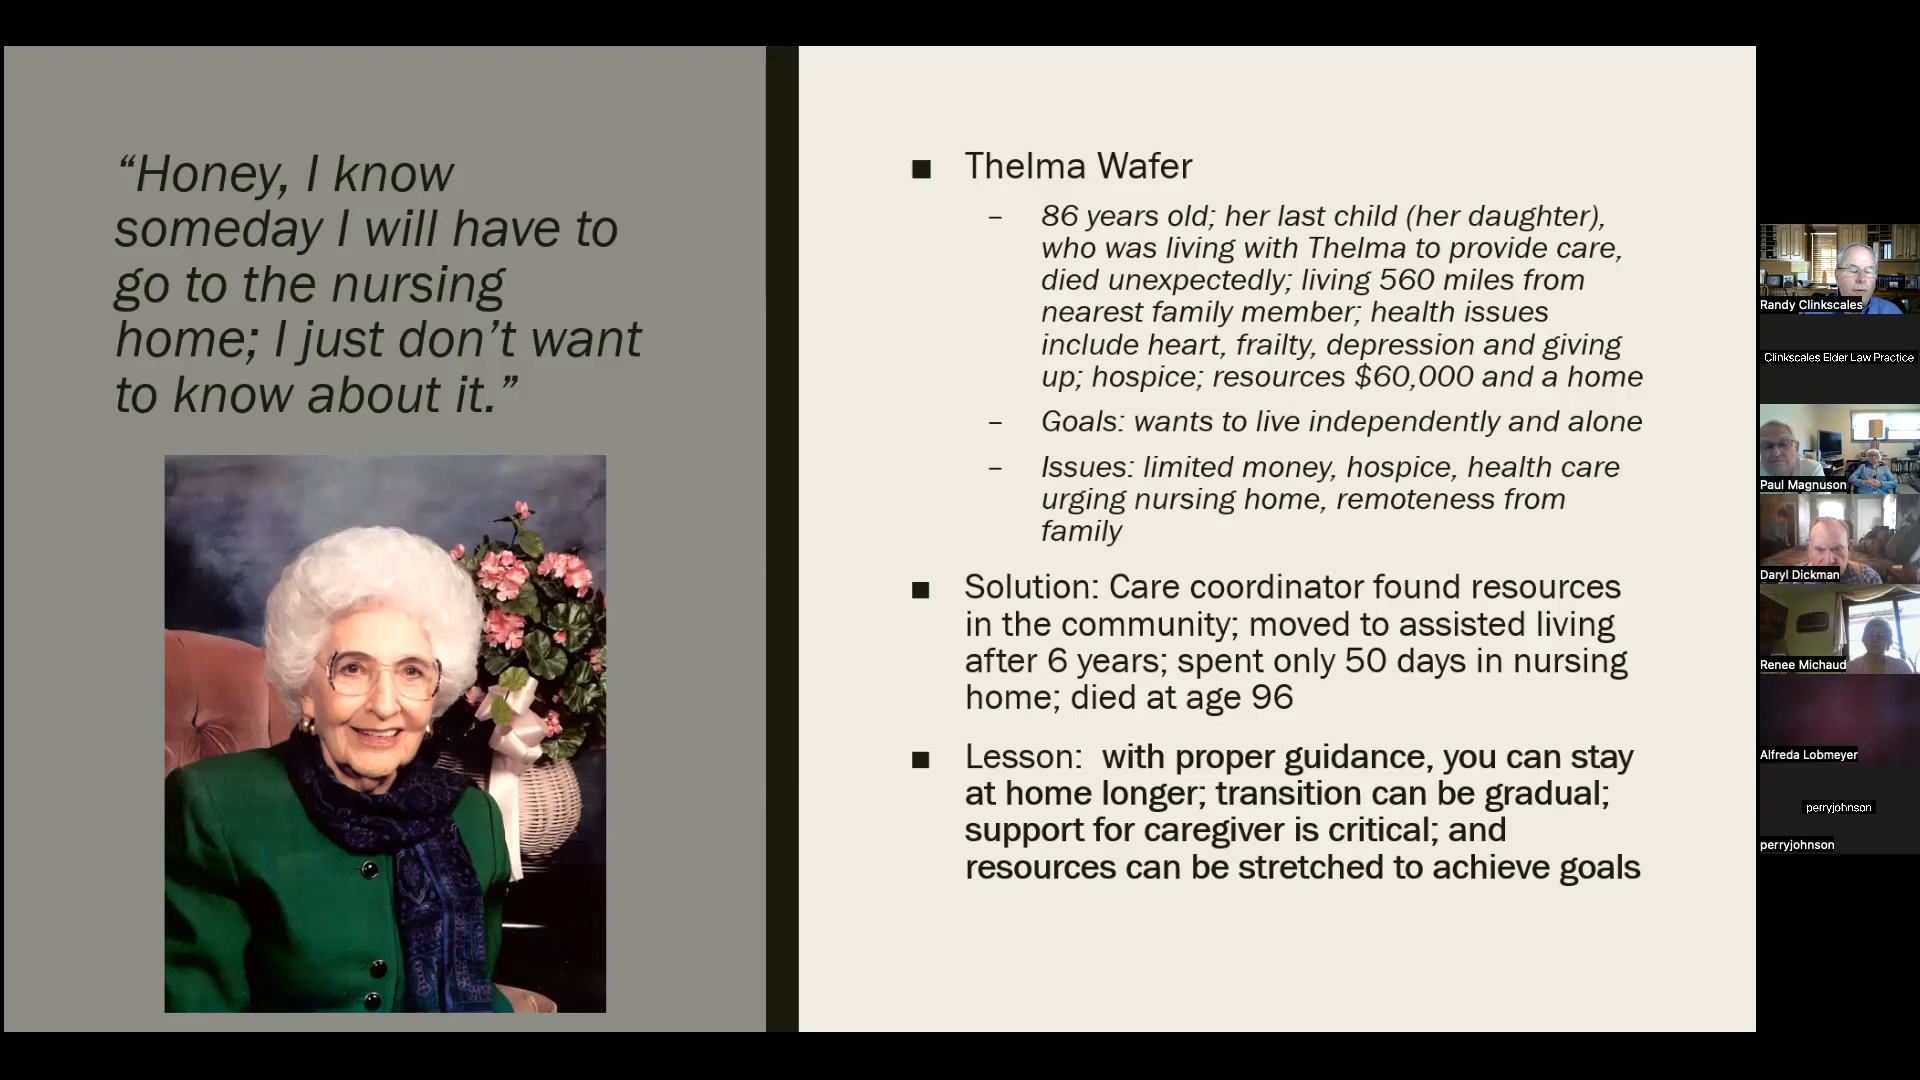 “Honey, I know
someday I will have to
go to the nursing
home; I just don’t want
to know about it.”
■ Thelma Wafer
– 86 years old; her last child (her daughter),
who was living with Thelma to provide care,
died unexpectedly; living 560 miles from
nearest family member; health issues
include heart, frailty, depression and giving
up; hospice; resources $60,000 and a home
– Goals: wants to live independently and alone
– Issues: limited money, hospice, health care
urging nursing home, remoteness from
family
■ Solution: Care coordinator found resources
in the community; moved to assisted living
after 6 years; spent only 50 days in nursing
home; died at age 96
■ Lesson: with proper guidance, you can stay
at home longer; transition can be gradual;
support for caregiver is critical; and
resources can be stretched to achieve goals
Randy Clinkscales
Clinkscales Elder Law Practice
Paul Magnuson
Daryl Dickman
Renee Michaud
Alfreda Lobmeyer
perryjohnson
perryjohnson